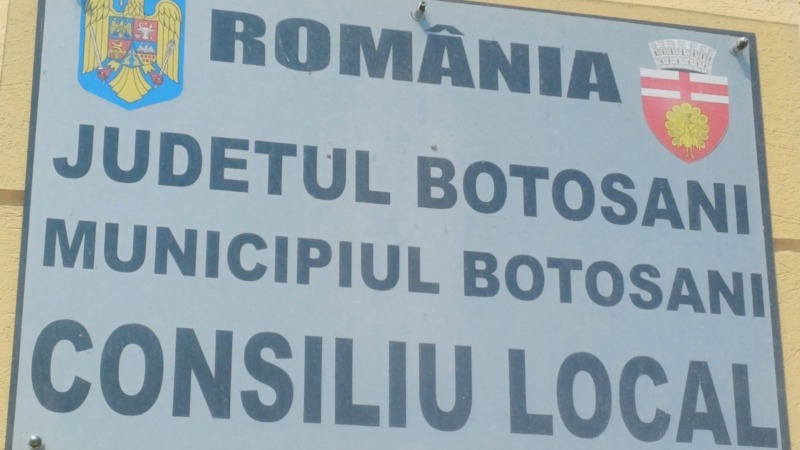 ROMÂNIA
JUDETUL BOTOSANI
MUNICIPIUL BOTOSANI
CONSILIU LOCAL